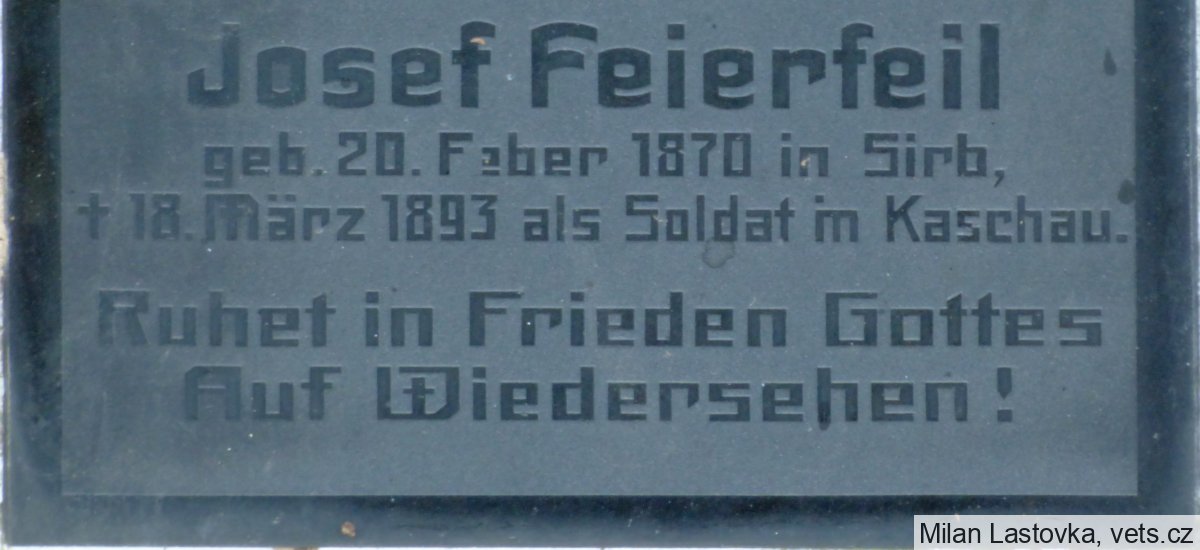 Josef Feierfeil
geb. 20. Feber 1870 in Sirb,
† 18. März 1893 als Soldat in Kaschau.
Ruhet in Frieden Gottes
Auf Wiedersehen!
Milan Lastovka, vets.cz